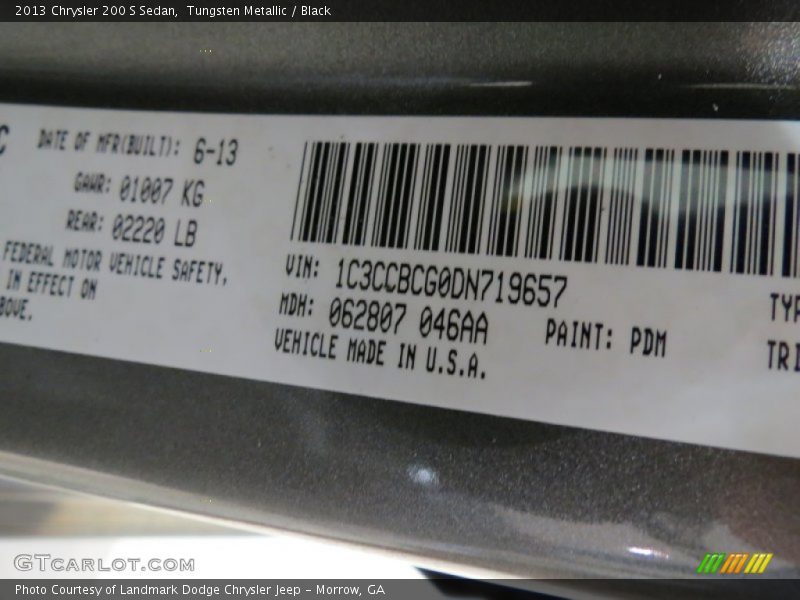 2013 Chrysler 200 S Sedan, Tungsten Metallic / Black
C DATE OF MFR(BUILT): 6-13
GAWR: 01007 KG
REAR: 02220 LB
FEDERAL MOTOR VEHICLE SAFETY,
IN EFFECT ON
BOVE.
VIN: 1C3CCBCG0DN719657
MDH: 062807 046AA
PAINT: PDM
VEHICLE MADE IN U.S.A.
TYP
TRI
GTCARLOT.COM
Photo Courtesy of Landmark Dodge Chrysler Jeep – Morrow, GA